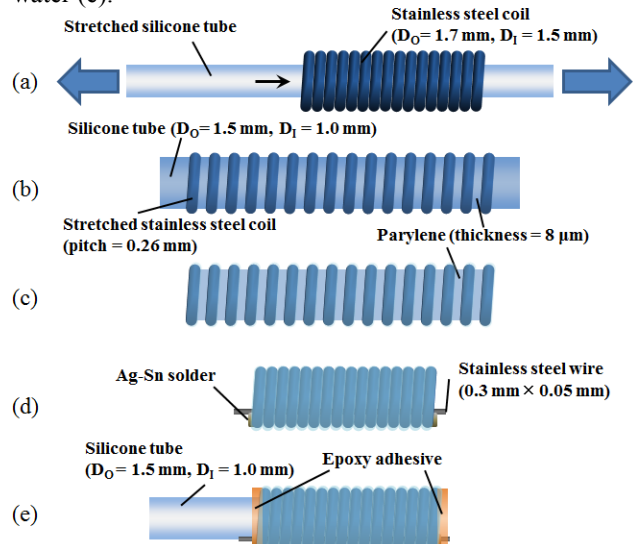 water (e).
Stretched silicone tube
Stainless steel coil
(DO= 1.7 mm, DI = 1.5 mm)
(a)
Silicone tube (DO= 1.5 mm, DI = 1.0 mm)
(b)
Stretched stainless steel coil
(pitch = 0.26 mm)
Parylene (thickness = 8 μm)
(c)
Ag-Sn solder
Stainless steel wire
(0.3 mm × 0.05 mm)
(d)
Silicone tube
(DO= 1.5 mm, DI = 1.0 mm)
Epoxy adhesive
(e)